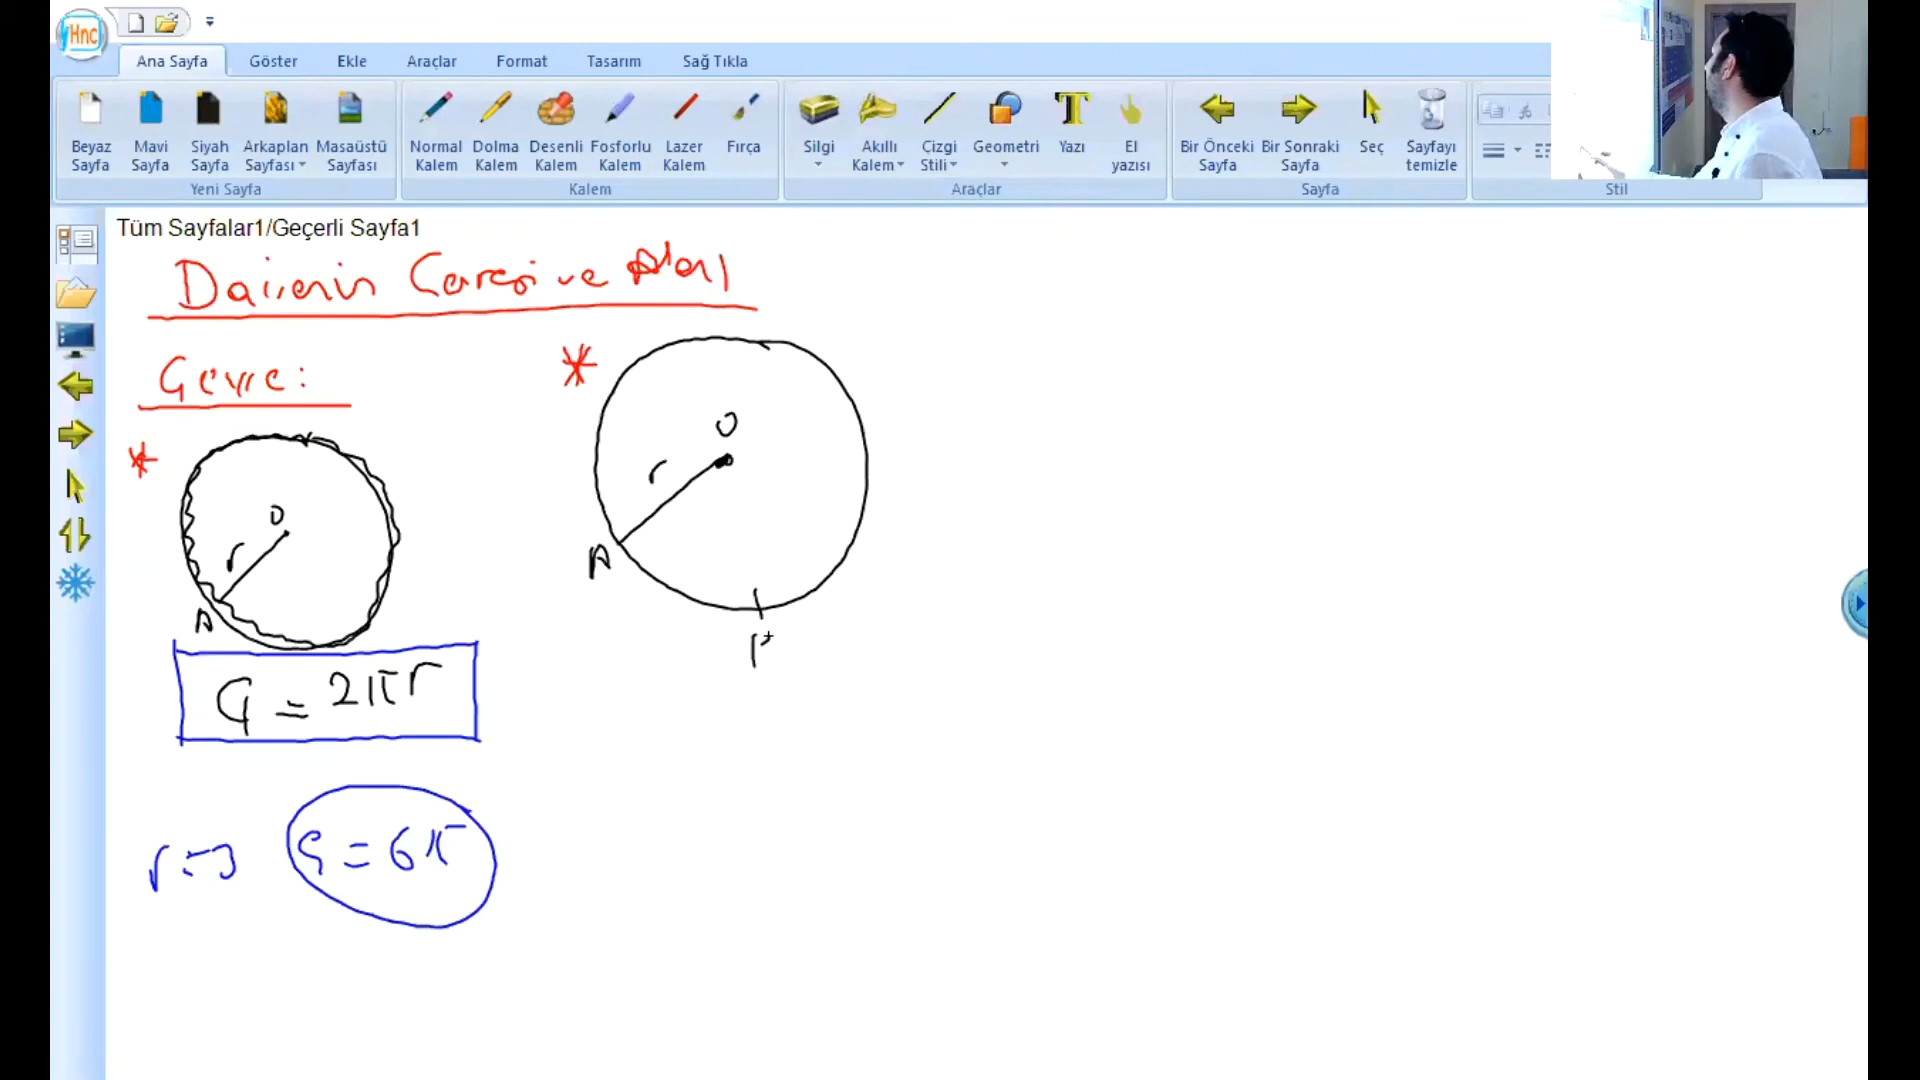 Hnc
Ana Sayfa Göster Ekle Araçlar Format Tasarım Sağ Tıkla
Beyaz Sayfa
Mavi Sayfa
Siyah Sayfa
Arkaplan Sayfası
Masaüstü Sayfası
Normal Kalem
Dolma Kalem
Desenli Kalem
Fosforlu Kalem
Lazer Kalem
Fırça
Silgi
Akıllı Kalem
Çizgi Stili
Geometri
Yazı
El yazısı
Bir Önceki Sayfa
Bir Sonraki Sayfa
Seç
Sayfayı temizle
Yeni Sayfa Kalem Araçlar Sayfa Stil
Tüm Sayfalar1/Geçerli Sayfa1
Dairenin Çevresi ve Alanı
Çevre:
O
r
A
Ç = 2πr
r=3 Ç = 6π
O
r
A